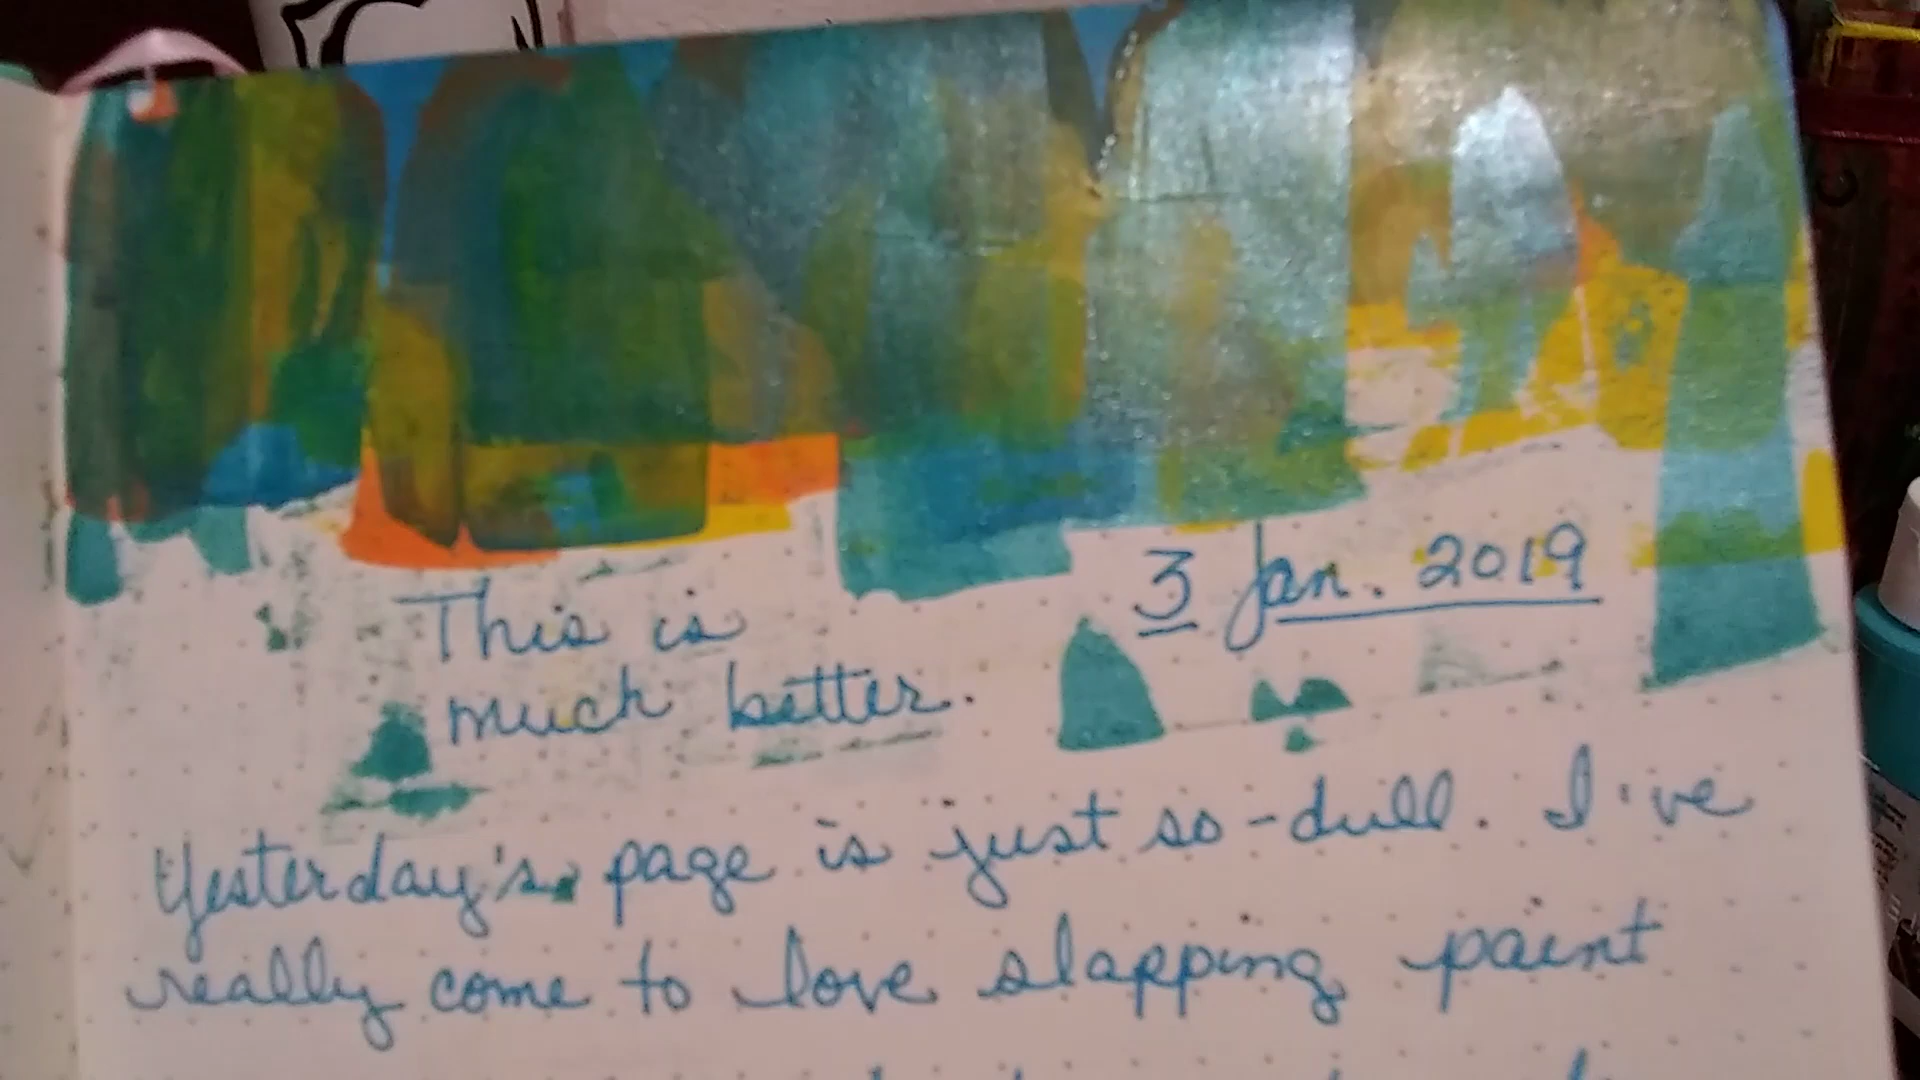 3 Jan. 2019
This is
much better.
Yesterday's page is just so-dull. I've
really come to love slapping paint